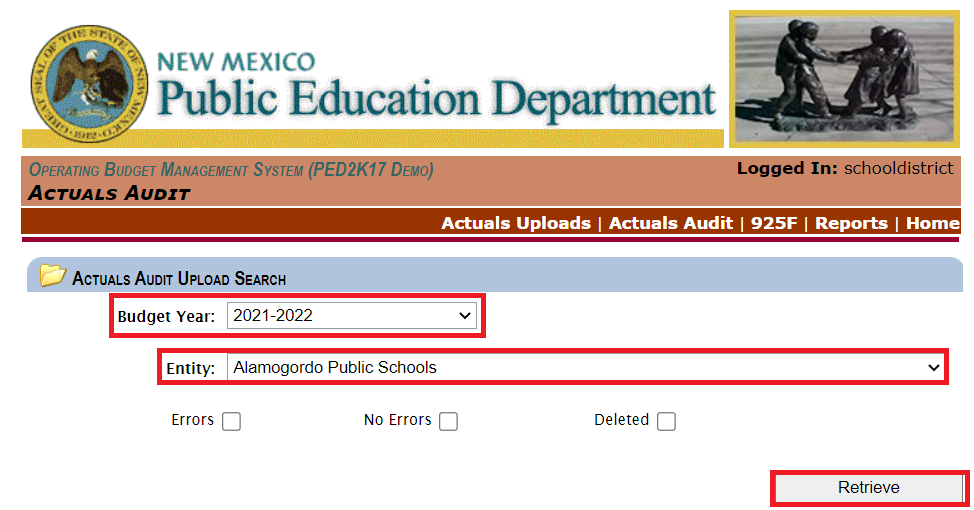 GREAT SEAL OF THE STATE OF NEW MEXICO
·1912·
NEW MEXICO
Public Education Department
Operating Budget Management System (PED2K17 Demo)
Logged In: schooldistrict
Actuals Audit
Actuals Uploads | Actuals Audit | 925F | Reports | Home
Actuals Audit Upload Search
Budget Year: 2021-2022
Entity: Alamogordo Public Schools
Errors No Errors Deleted
Retrieve